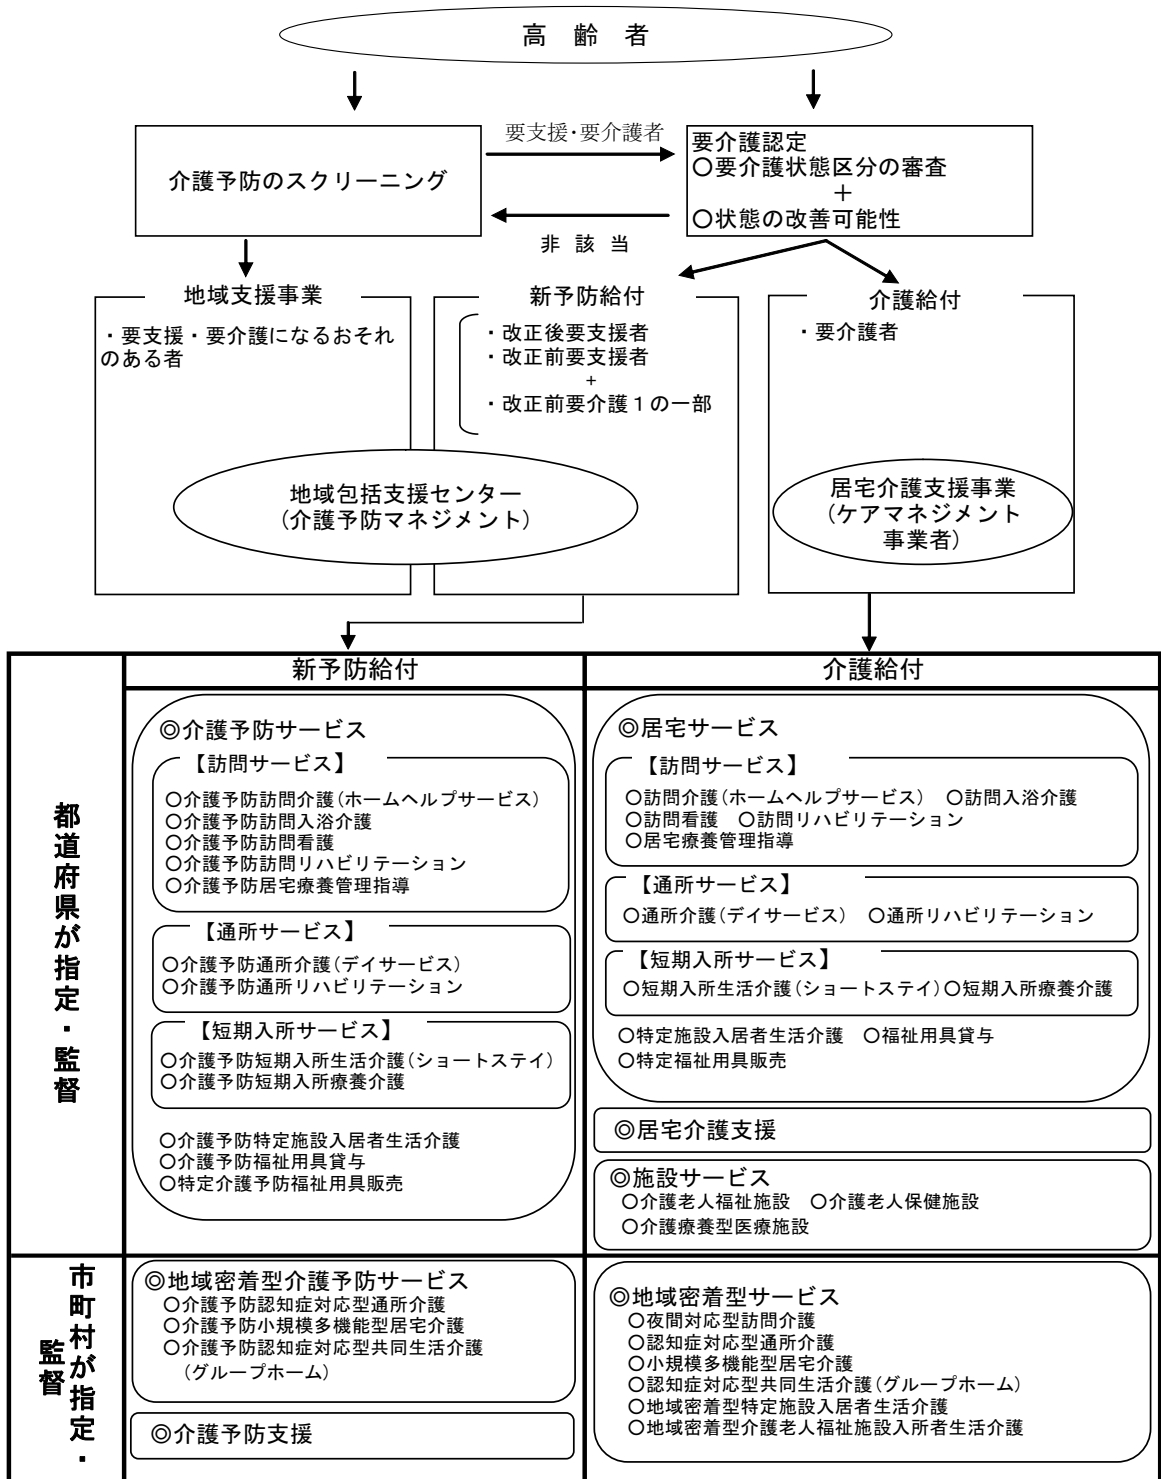 高　齢　者
要支援･要介護者
介護予防のスクリーニング
要介護認定
○要介護状態区分の審査
＋
○状態の改善可能性
非 該 当
地域支援事業
・要支援・要介護になるおそれ
のある者
新予防給付
・改正後要支援者
・改正前要支援者
+
・改正前要介護１の一部
介護給付
・要介護者
地域包括支援センター
(介護予防マネジメント)
居宅介護支援事業
(ケアマネジメント
事業者)
新予防給付
介護給付
都道府県が指定・監督
◎介護予防サービス
【訪問サービス】
○介護予防訪問介護(ホームヘルプサービス)
○介護予防訪問入浴介護
○介護予防訪問看護
○介護予防訪問リハビリテーション
○介護予防居宅療養管理指導
【通所サービス】
○介護予防通所介護(デイサービス)
○介護予防通所リハビリテーション
【短期入所サービス】
○介護予防短期入所生活介護(ショートステイ)
○介護予防短期入所療養介護
○介護予防特定施設入居者生活介護
○介護予防福祉用具貸与
○特定介護予防福祉用具販売
◎居宅サービス
【訪問サービス】
○訪問介護(ホームヘルプサービス)　○訪問入浴介護
○訪問看護　○訪問リハビリテーション
○居宅療養管理指導
【通所サービス】
○通所介護(デイサービス)　○通所リハビリテーション
【短期入所サービス】
○短期入所生活介護(ショートステイ)○短期入所療養介護
○特定施設入居者生活介護　○福祉用具貸与
○特定福祉用具販売
◎居宅介護支援
◎施設サービス
○介護老人福祉施設　○介護老人保健施設
○介護療養型医療施設
市町村が指定・
監督
◎地域密着型介護予防サービス
○介護予防認知症対応型通所介護
○介護予防小規模多機能型居宅介護
○介護予防認知症対応型共同生活介護
(グループホーム)
◎介護予防支援
◎地域密着型サービス
○夜間対応型訪問介護
○認知症対応型通所介護
○小規模多機能型居宅介護
○認知症対応型共同生活介護(グループホーム)
○地域密着型特定施設入居者生活介護
○地域密着型介護老人福祉施設入所者生活介護